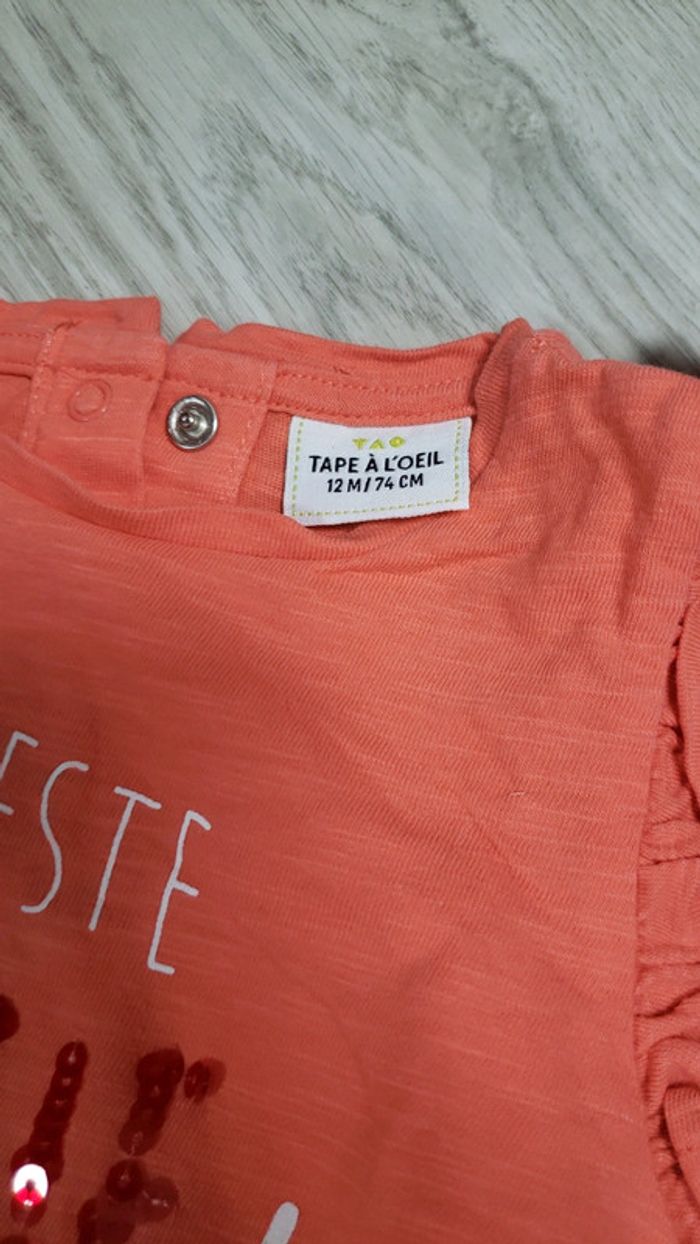 TAO
TAPE À L'OEIL
12 M / 74 CM
ESTE